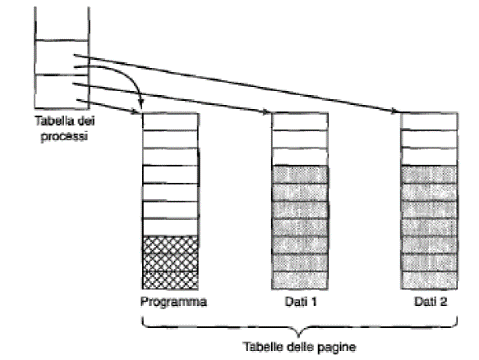 Tabella dei
processi
Programma
Dati 1
Dati 2
Tabelle delle pagine